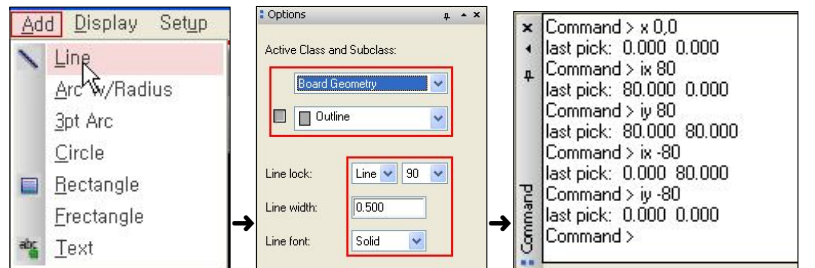 Add Display Setup
Line
Arc w/Radius
3pt Arc
Circle
Rectangle
Frectangle
abc Text
Options
Active Class and Subclass:
Board Geometry
Outline
Line lock: Line 90
Line width: 0.500
Line font: Solid
Command
Command > x 0,0
last pick: 0.000 0.000
Command > ix 80
last pick: 80.000 0.000
Command > iy 80
last pick: 80.000 80.000
Command > ix -80
last pick: 0.000 80.000
Command > iy -80
last pick: 0.000 0.000
Command >